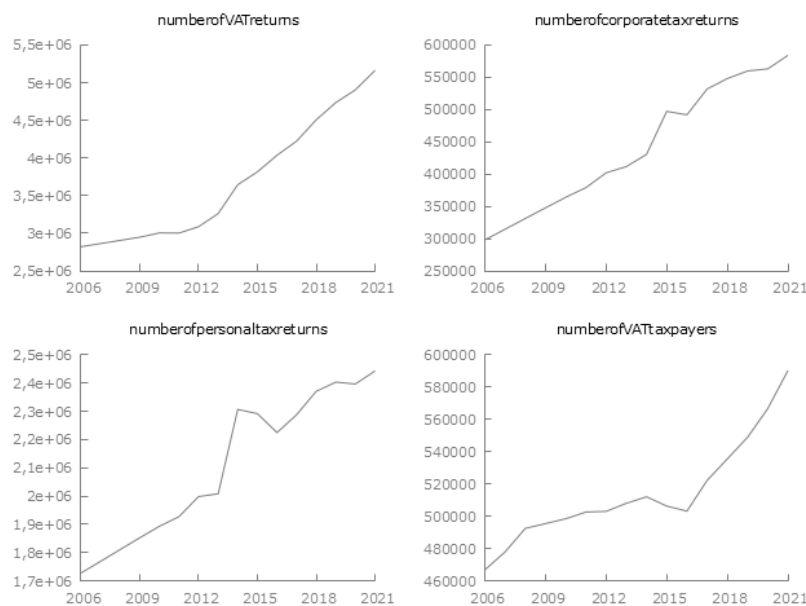 numberofVATreturns
5,5e+06
5e+06
4,5e+06
4e+06
3,5e+06
3e+06
2,5e+06
2006 2009 2012 2015 2018 2021
numberofcorporatetaxreturns
600000
550000
500000
450000
400000
350000
300000
250000
2006 2009 2012 2015 2018 2021
numberofpersonaltaxreturns
2,5e+06
2,4e+06
2,3e+06
2,2e+06
2,1e+06
2e+06
1,9e+06
1,8e+06
1,7e+06
2006 2009 2012 2015 2018 2021
numberofVATtaxpayers
600000
580000
560000
540000
520000
500000
480000
460000
2006 2009 2012 2015 2018 2021